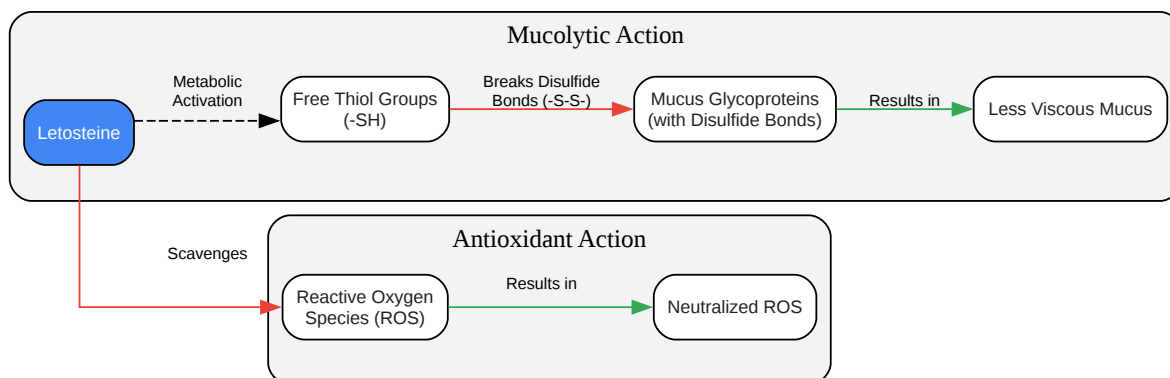 Mucolytic Action
Letosteine
Metabolic
Activation
Free Thiol Groups
(-SH)
Breaks Disulfide
Bonds (-S-S-)
Mucus Glycoproteins
(with Disulfide Bonds)
Results in
Less Viscous Mucus
Antioxidant Action
Scavenges
Reactive Oxygen
Species (ROS)
Results in
Neutralized ROS